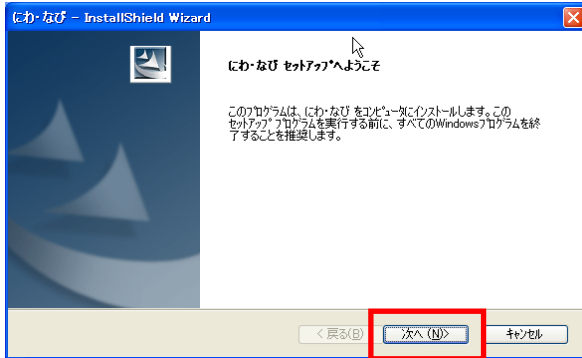 にわ・なび - InstallShield Wizard
にわ・なび セットアップへようこそ
このプログラムは、にわ・なび をコンピュータにインストールします。この
セットアップ プログラムを実行する前に、すべてのWindowsプログラムを終
了することを推奨します。
< 戻る(B)
次へ (N)>
キャンセル